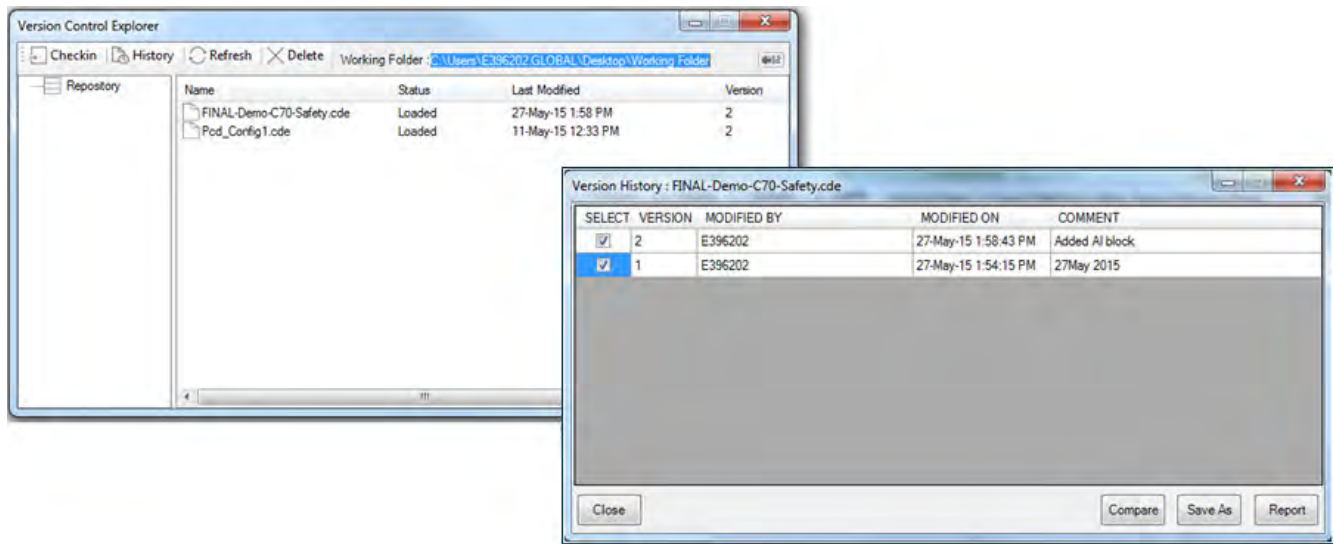 Version Control Explorer
Checkin History Refresh Delete Working Folder : C:\Users\E396202.GLOBAL\Desktop\Working Folder
Repository
Name Status Last Modified Version
FINAL-Demo-C70-Safety.cde Loaded 27-May-15 1:58 PM 2
Pcd_Config1.cde Loaded 11-May-15 12:33 PM 2
Version History : FINAL-Demo-C70-Safety.cde
SELECT VERSION MODIFIED BY MODIFIED ON COMMENT
2 E396202 27-May-15 1:58:43 PM Added AI block
1 E396202 27-May-15 1:54:15 PM 27May 2015
Close Compare Save As Report